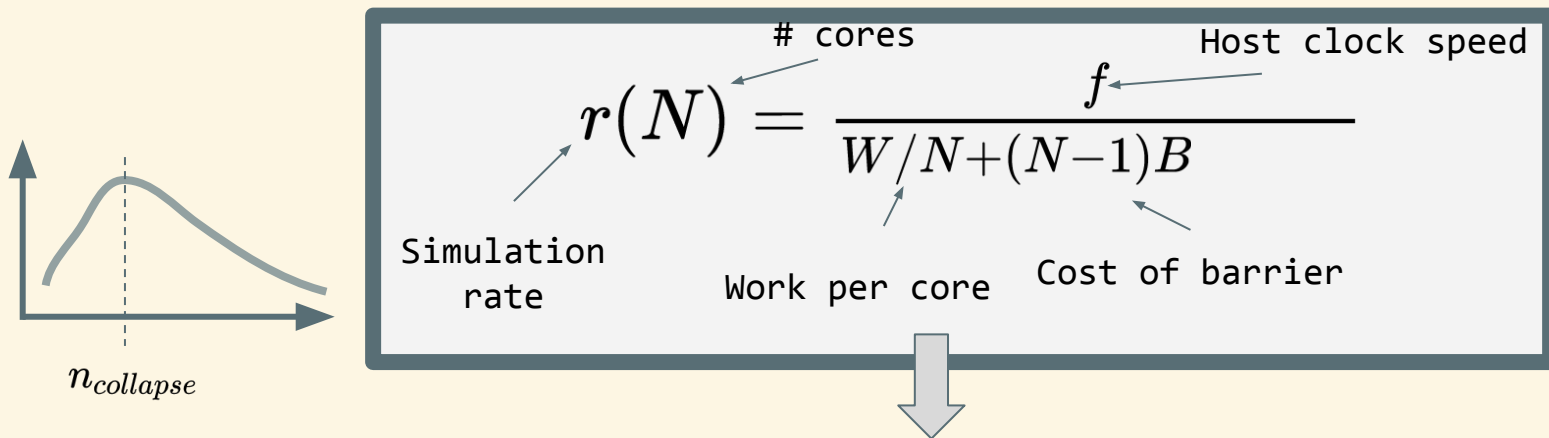 # cores
Host clock speed
r(N) = f / W/N+(N−1)B
Simulation
rate
Work per core
Cost of barrier
n_collapse